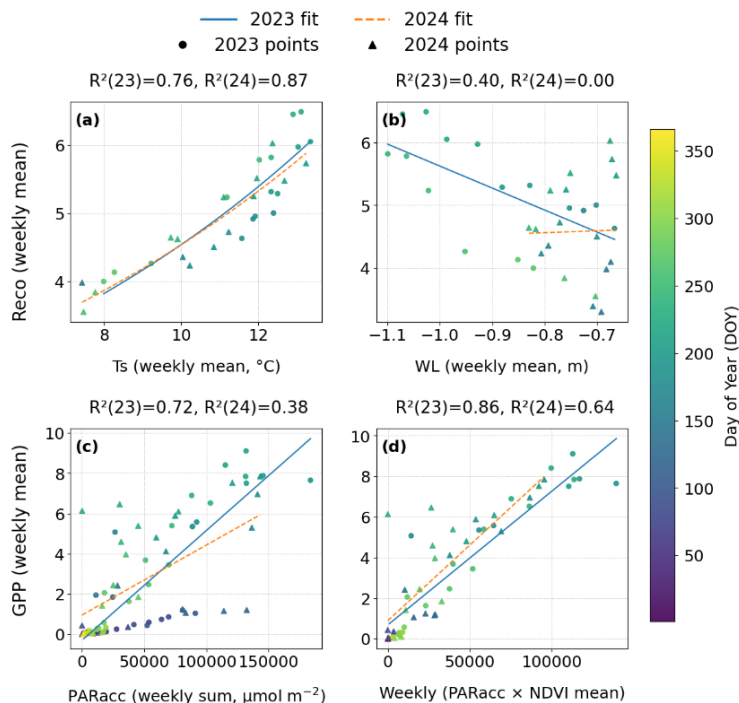 2023 fit
2024 fit
2023 points
2024 points
R²(23)=0.76, R²(24)=0.87
R²(23)=0.40, R²(24)=0.00
(a)
(b)
Reco (weekly mean)
6
5
4
6
5
4
8
10
12
−1.1
−1.0
−0.9
−0.8
−0.7
Ts (weekly mean, °C)
WL (weekly mean, m)
R²(23)=0.72, R²(24)=0.38
R²(23)=0.86, R²(24)=0.64
(c)
(d)
GPP (weekly mean)
10
8
6
4
2
0
10
8
6
4
2
0
0
50000
100000
150000
0
50000
100000
PARacc (weekly sum, μmol m⁻²)
Weekly (PARacc × NDVI mean)
350
300
250
200
150
100
50
Day of Year (DOY)